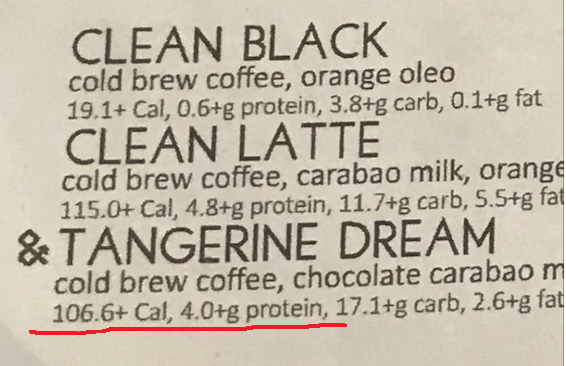 CLEAN BLACK
cold brew coffee, orange oleo
19.1+ Cal, 0.6+g protein, 3.8+g carb, 0.1+g fat
CLEAN LATTE
cold brew coffee, carabao milk, orange
115.0+ Cal, 4.8+g protein, 11.7+g carb, 5.5+g fat
& TANGERINE DREAM
cold brew coffee, chocolate carabao m
106.6+ Cal, 4.0+g protein, 17.1+g carb, 2.6+g fat